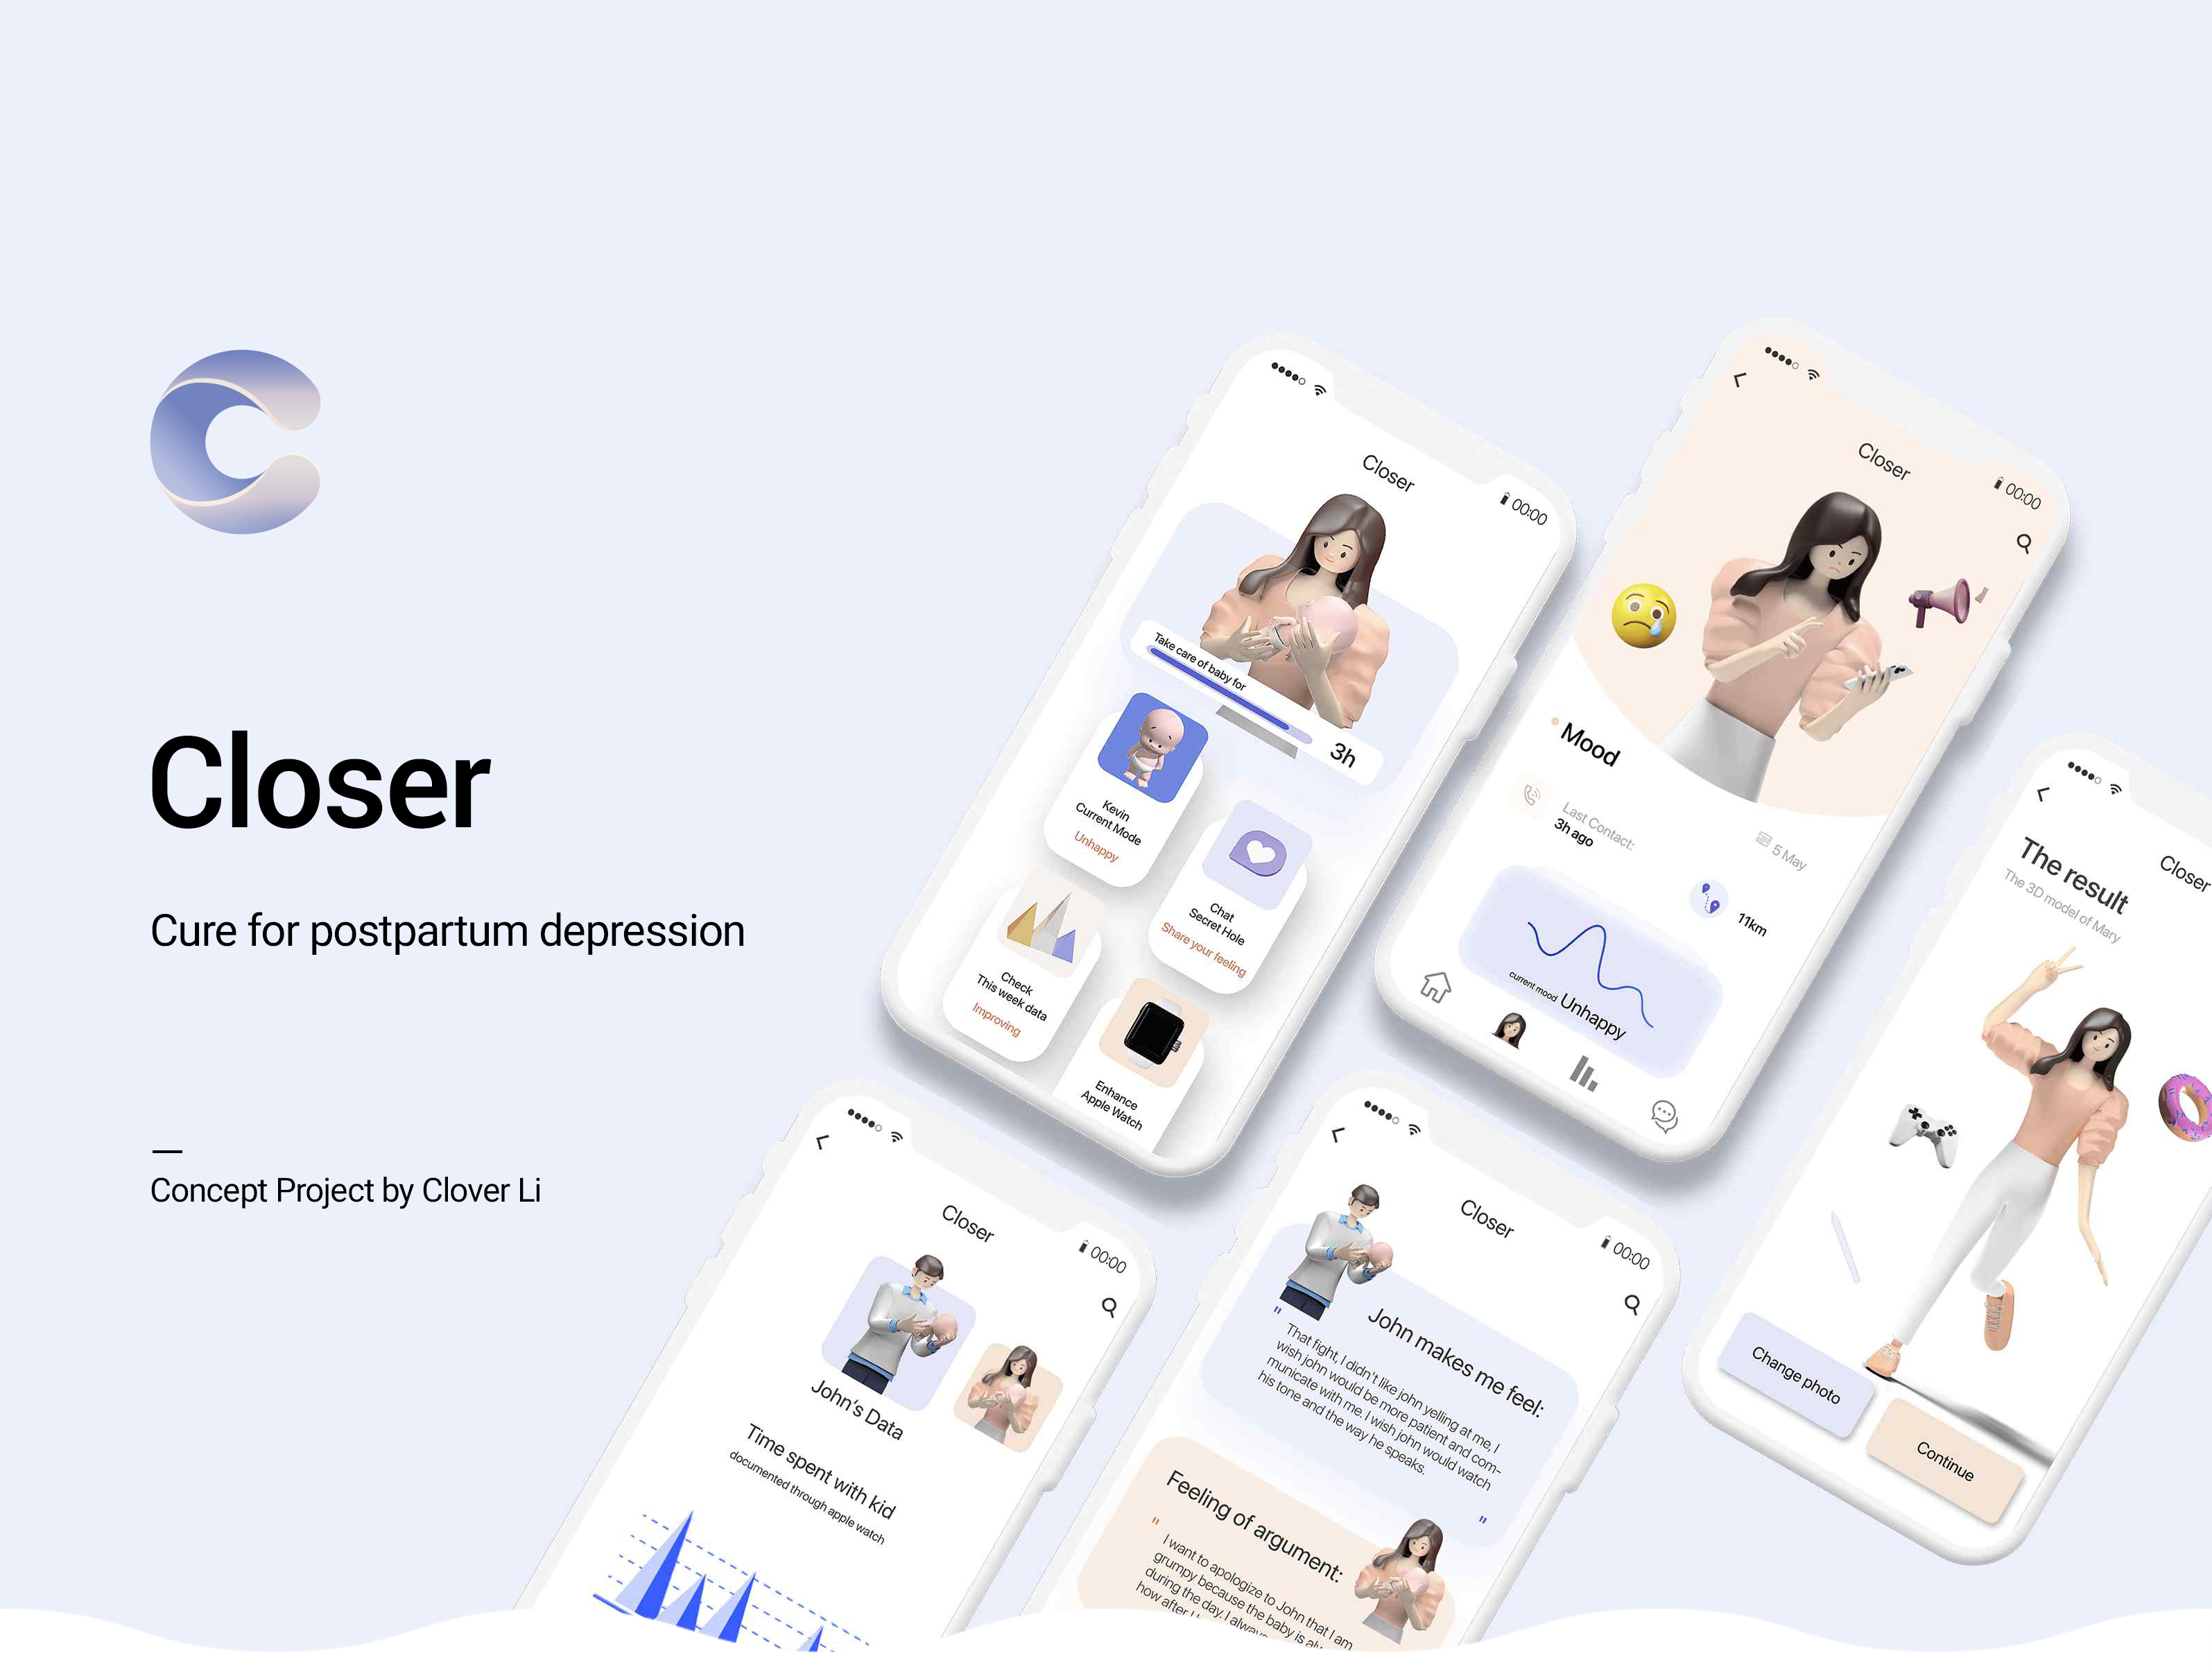 Closer
Cure for postpartum depression
Concept Project by Clover Li
Closer
00:00
Take care of baby for
3h
Kevin
Current Mode
Unhappy
Chat
Secret Hole
Share your feeling
Check
This week data
Improving
Enhance
Apple Watch
Closer
00:00
Mood
Last Contact:
3h ago
5 May
11km
current mood Unhappy
Closer
The result
The 3D model of Mary
Change photo
Continue
Closer
00:00
John's Data
Time spent with kid
documented through apple watch
Closer
00:00
John makes me feel:
"
That fight, I didn't like john yelling at me, I
wish john would be more patient and com-
municate with me. I wish john would watch
his tone and the way he speaks.
"
Feeling of argument:
"
I want to apologize to John that I am
grumpy because the baby is
during the day. I always
how after I